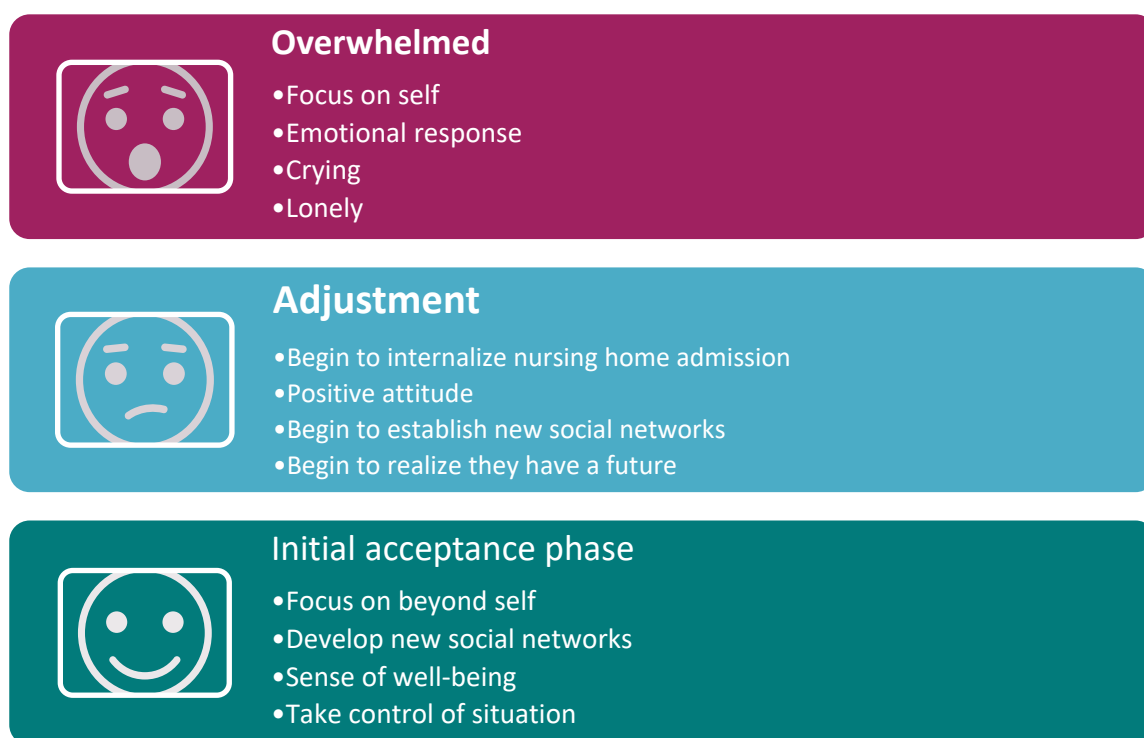 Overwhelmed
•Focus on self
•Emotional response
•Crying
•Lonely
Adjustment
•Begin to internalize nursing home admission
•Positive attitude
•Begin to establish new social networks
•Begin to realize they have a future
Initial acceptance phase
•Focus on beyond self
•Develop new social networks
•Sense of well-being
•Take control of situation